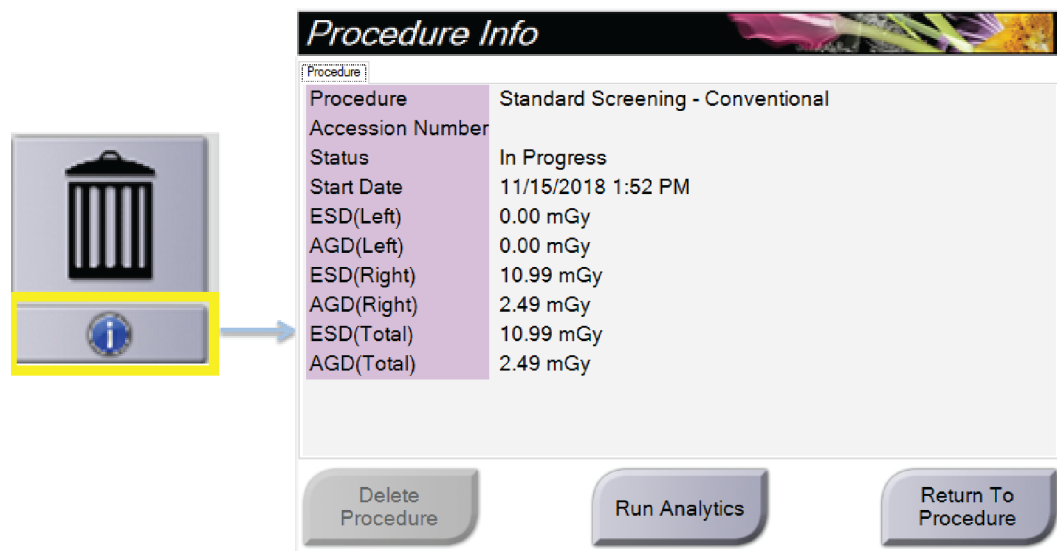 Procedure Info
Procedure
Procedure Standard Screening - Conventional
Accession Number
Status In Progress
Start Date 11/15/2018 1:52 PM
ESD(Left) 0.00 mGy
AGD(Left) 0.00 mGy
ESD(Right) 10.99 mGy
AGD(Right) 2.49 mGy
ESD(Total) 10.99 mGy
AGD(Total) 2.49 mGy
Delete
Procedure
Run Analytics
Return To
Procedure